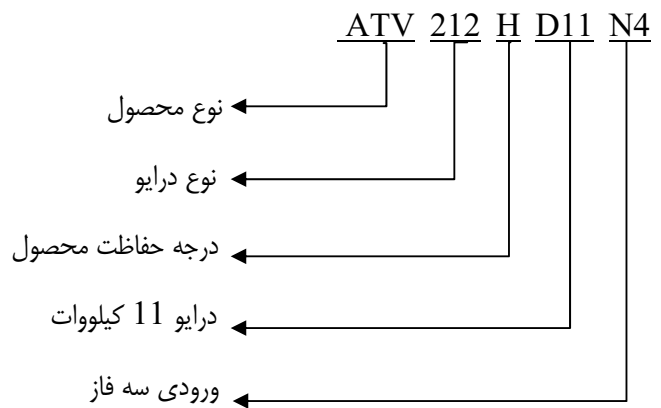 ATV 212 H D11 N4
نوع محصول
نوع درایو
درجه حفاظت محصول
درایو 11 کیلووات
ورودی سه فاز